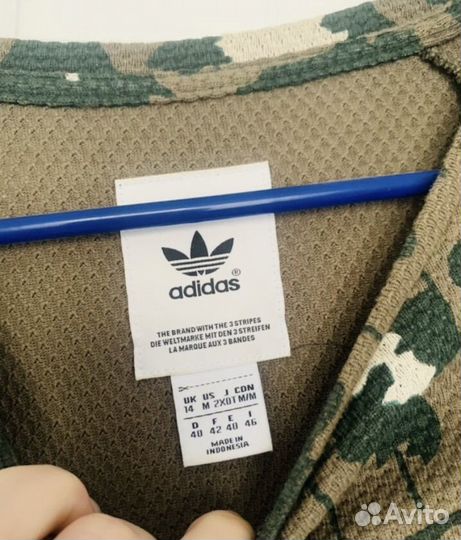 adidas®
THE BRAND WITH THE 3 STRIPES
DIE WELTMARKE MIT DEN 3 STREIFEN
LA MARQUE AUX 3 BANDES
UK US J CDN
14 M 2XOT M/M
D F E I
40 42 40 46
MADE IN
INDONESIA
Avito